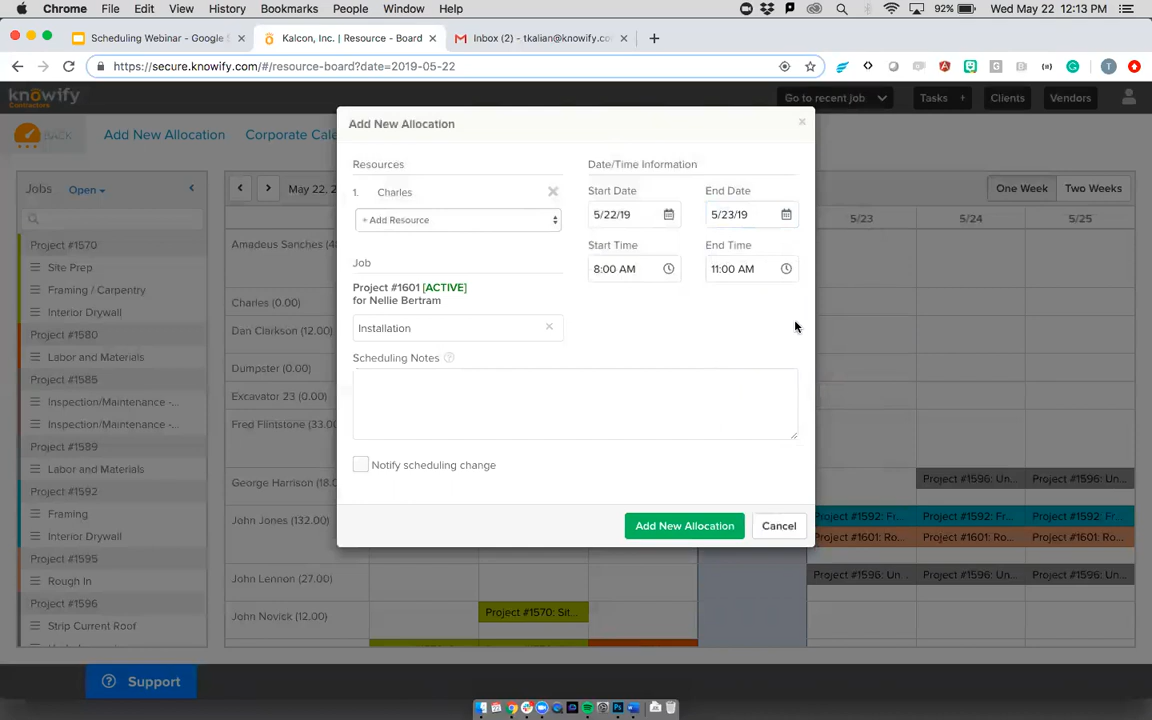 Chrome File Edit View History Bookmarks People Window Help
92% Wed May 22 12:13 PM
Scheduling Webinar - Google
Kalcon, Inc. | Resource - Board
Inbox (2) - tkalian@knowify.co
https://secure.knowify.com/#/resource-board?date=2019-05-22
T
knowify
Contractors
Go to recent job
Tasks +
Clients
Vendors
BACK
Add New Allocation
Corporate Cale
Jobs Open
May 22, 2
One Week
Two Weeks
5/23
5/24
5/25
Project #1570
Site Prep
Framing / Carpentry
Interior Drywall
Project #1580
Labor and Materials
Project #1585
Inspection/Maintenance -...
Inspection/Maintenance -...
Project #1589
Labor and Materials
Project #1592
Framing
Interior Drywall
Project #1595
Rough In
Project #1596
Strip Current Roof
Amadeus Sanches (4
Charles (0.00)
Dan Clarkson (12.00)
Dumpster (0.00)
Excavator 23 (0.00)
Fred Flintstone (33.00
George Harrison (18.0
Project #1596: Un...
Project #1596: Un...
John Jones (132.00)
Project #1592: Fr...
Project #1592: Fr...
Project #1592: Fr...
Project #1601: Ro...
Project #1601: Ro...
Project #1601: Ro...
John Lennon (27.00)
Project #1596: Un...
Project #1596: Un...
Project #1596: Un...
John Novick (12.00)
Project #1570: Sit...
Add New Allocation
×
Resources
1. Charles
+ Add Resource
Job
Project #1601 [ACTIVE]
for Nellie Bertram
Installation ×
Date/Time Information
Start Date End Date
5/22/19 5/23/19
Start Time End Time
8:00 AM 11:00 AM
Scheduling Notes ?
Notify scheduling change
Add New Allocation Cancel
? Support